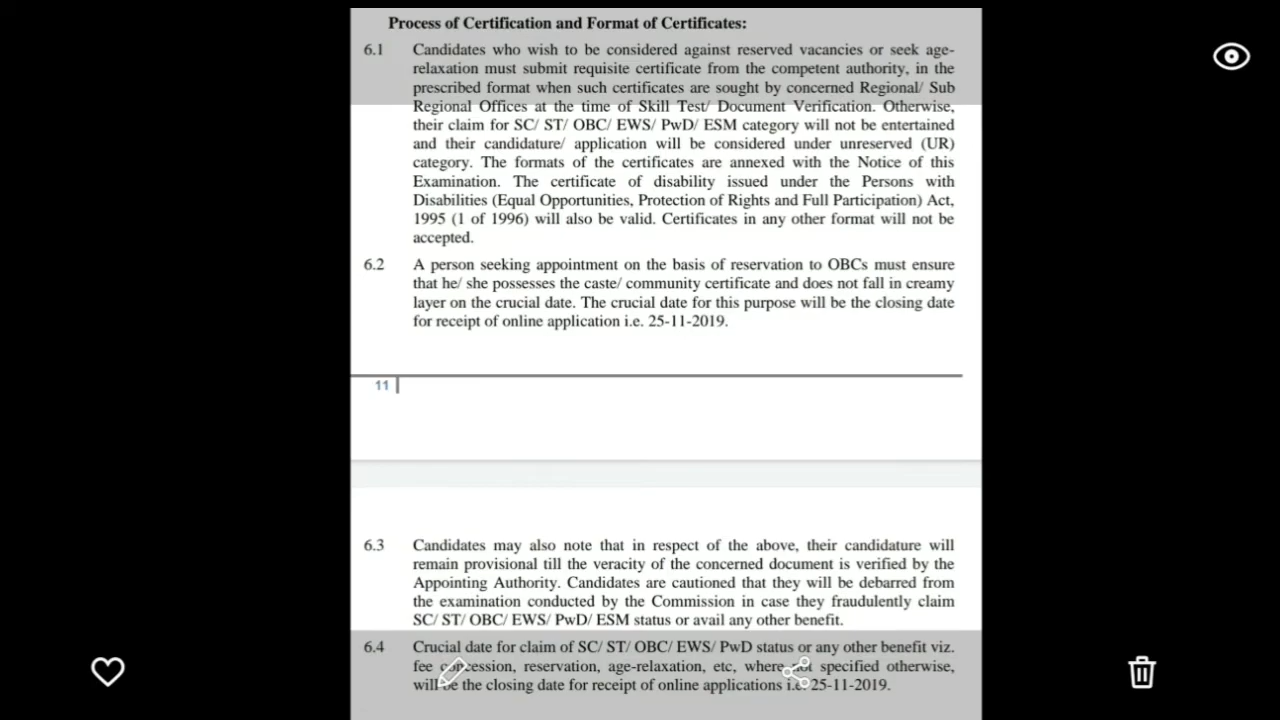 Process of Certification and Format of Certificates:
6.1 Candidates who wish to be considered against reserved vacancies or seek age-
relaxation must submit requisite certificate from the competent authority, in the
prescribed format when such certificates are sought by concerned Regional/ Sub
Regional Offices at the time of Skill Test/ Document Verification. Otherwise,
their claim for SC/ ST/ OBC/ EWS/ PwD/ ESM category will not be entertained
and their candidature/ application will be considered under unreserved (UR)
category. The formats of the certificates are annexed with the Notice of this
Examination. The certificate of disability issued under the Persons with
Disabilities (Equal Opportunities, Protection of Rights and Full Participation) Act,
1995 (1 of 1996) will also be valid. Certificates in any other format will not be
accepted.
6.2 A person seeking appointment on the basis of reservation to OBCs must ensure
that he/ she possesses the caste/ community certificate and does not fall in creamy
layer on the crucial date. The crucial date for this purpose will be the closing date
for receipt of online application i.e. 25-11-2019.
11
6.3 Candidates may also note that in respect of the above, their candidature will
remain provisional till the veracity of the concerned document is verified by the
Appointing Authority. Candidates are cautioned that they will be debarred from
the examination conducted by the Commission in case they fraudulently claim
SC/ ST/ OBC/ EWS/ PwD/ ESM status or avail any other benefit.
6.4 Crucial date for claim of SC/ ST/ OBC/ EWS/ PwD status or any other benefit viz.
fee concession, reservation, age-relaxation, etc, where not specified otherwise,
will be the closing date for receipt of online applications i.e. 25-11-2019.